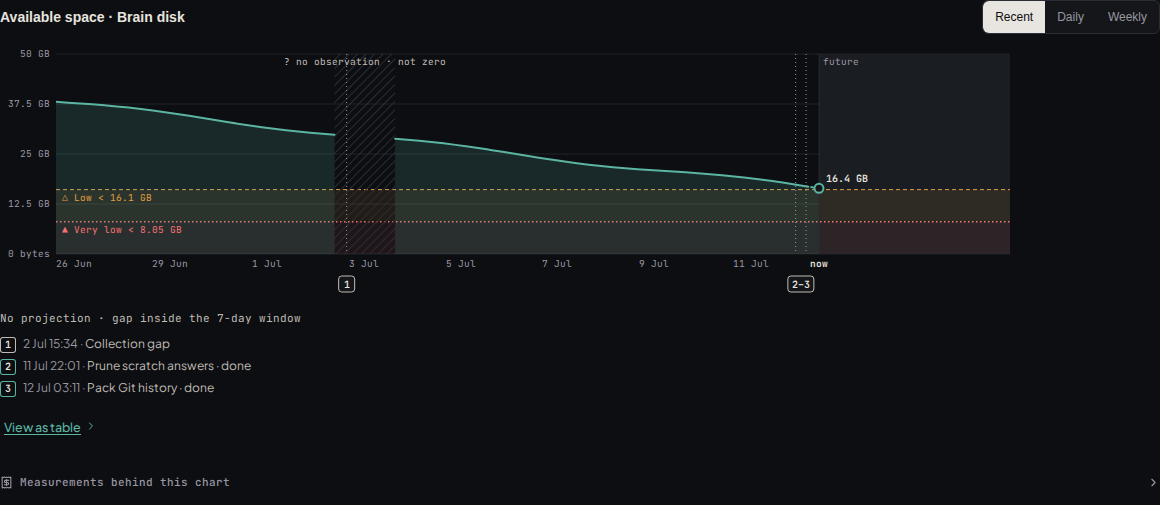 Available space · Brain disk
Recent Daily Weekly
50 GB
? no observation · not zero
future
37.5 GB
25 GB
16.4 GB
△ Low < 16.1 GB
12.5 GB
▲ Very low < 8.05 GB
0 bytes
26 Jun 29 Jun 1 Jul 3 Jul 5 Jul 7 Jul 9 Jul 11 Jul now
1 2–3
No projection · gap inside the 7-day window
1 2 Jul 15:34 · Collection gap
2 11 Jul 22:01 · Prune scratch answers · done
3 12 Jul 03:11 · Pack Git history · done
View as table ›
Measurements behind this chart ›